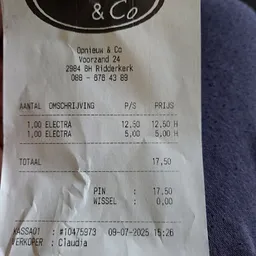 & Co
Opnieuw & Co
Voorzand 24
2984 BH Ridderkerk
088 - 678 43 88
AANTAL OMSCHRIJVING P/S PRIJS
1,00 ELECTRA 12,50 12,50 H
1,00 ELECTRA 5,00 5,00 H
TOTAAL 17,50
PIN : 17,50
WISSEL : 0,00
KASSA01 : #10475973 09-07-2025 15:26
VERKOPER : Claudia